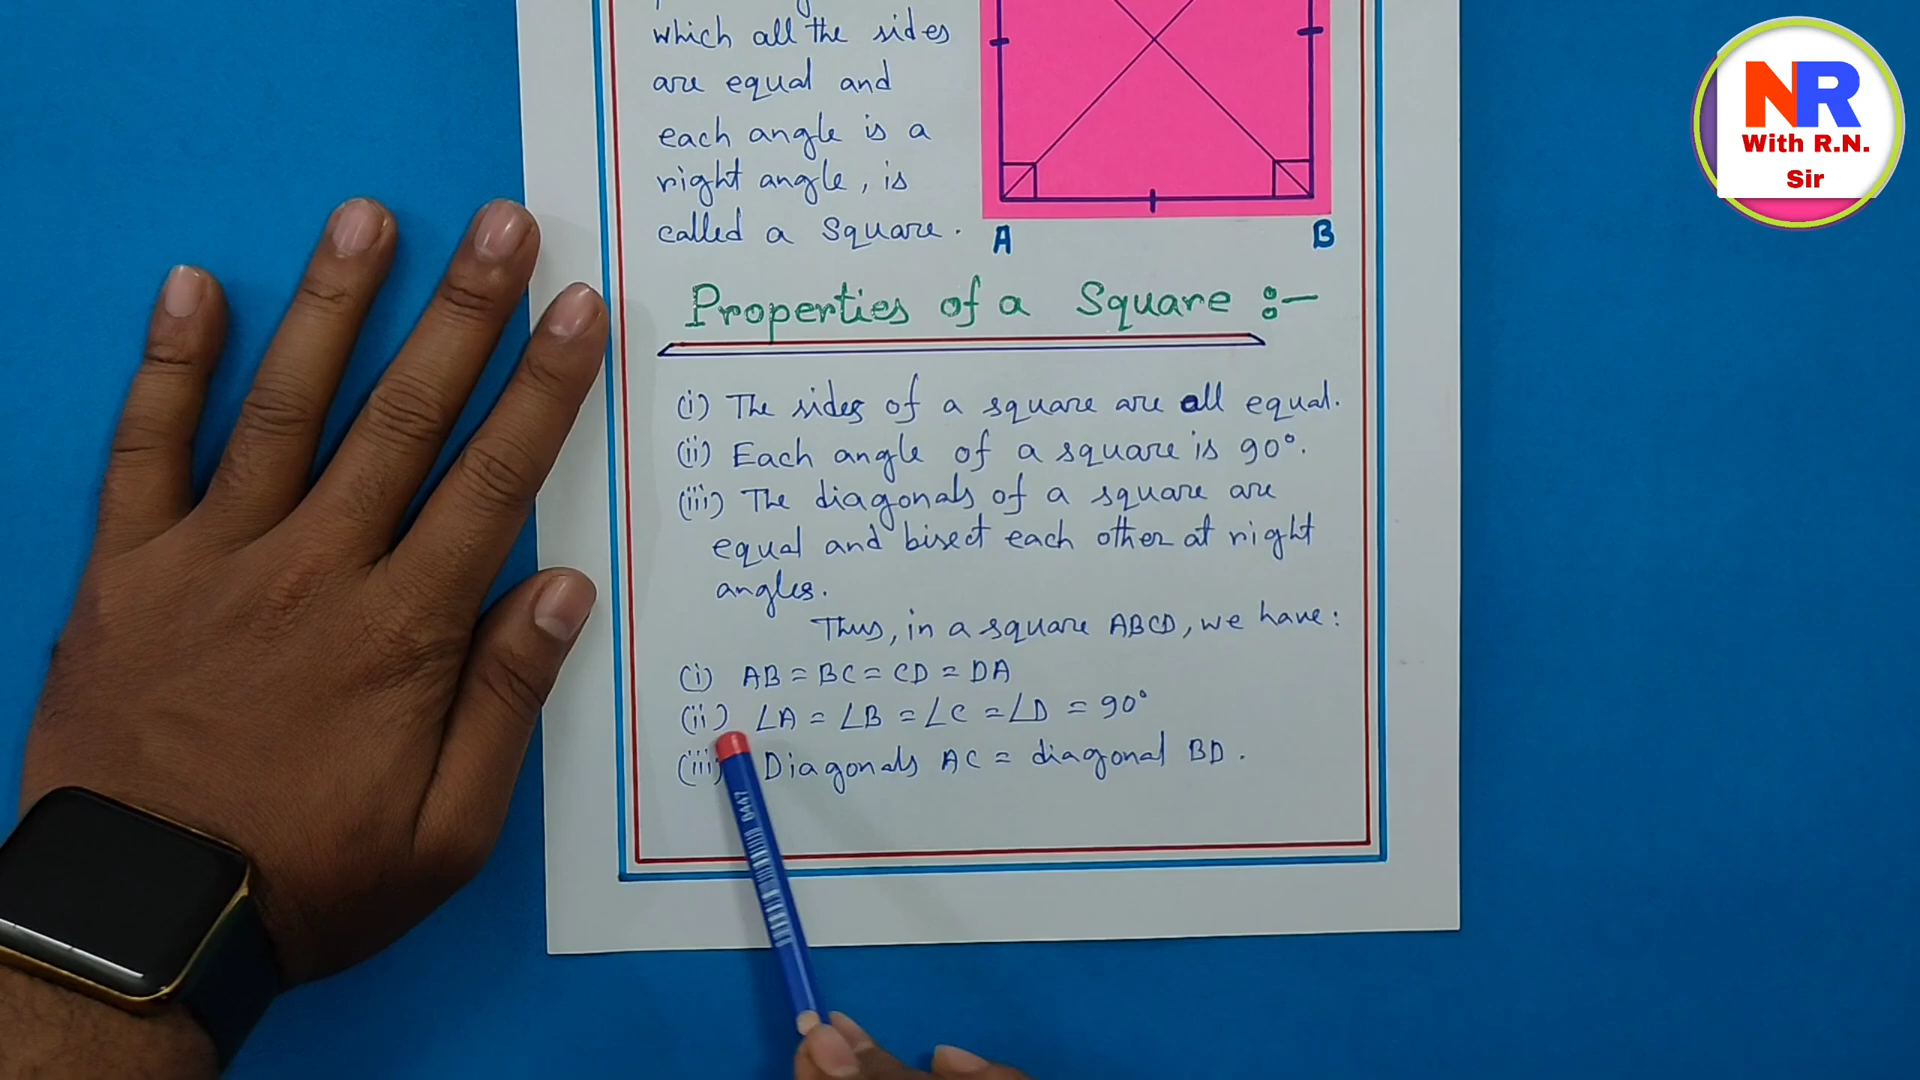 which all the sides
are equal and
each angle is a
right angle, is
called a square.
A
B
Properties of a Square :-
(i) The sides of a square are all equal.
(ii) Each angle of a square is 90°.
(iii) The diagonals of a square are
equal and bisect each other at right
angles.
Thus, in a square ABCD, we have:
(i) AB = BC = CD = DA
(ii) ∠A = ∠B = ∠C = ∠D = 90°
(iii) Diagonals AC = diagonal BD.
6447
NR
With R.N.
Sir